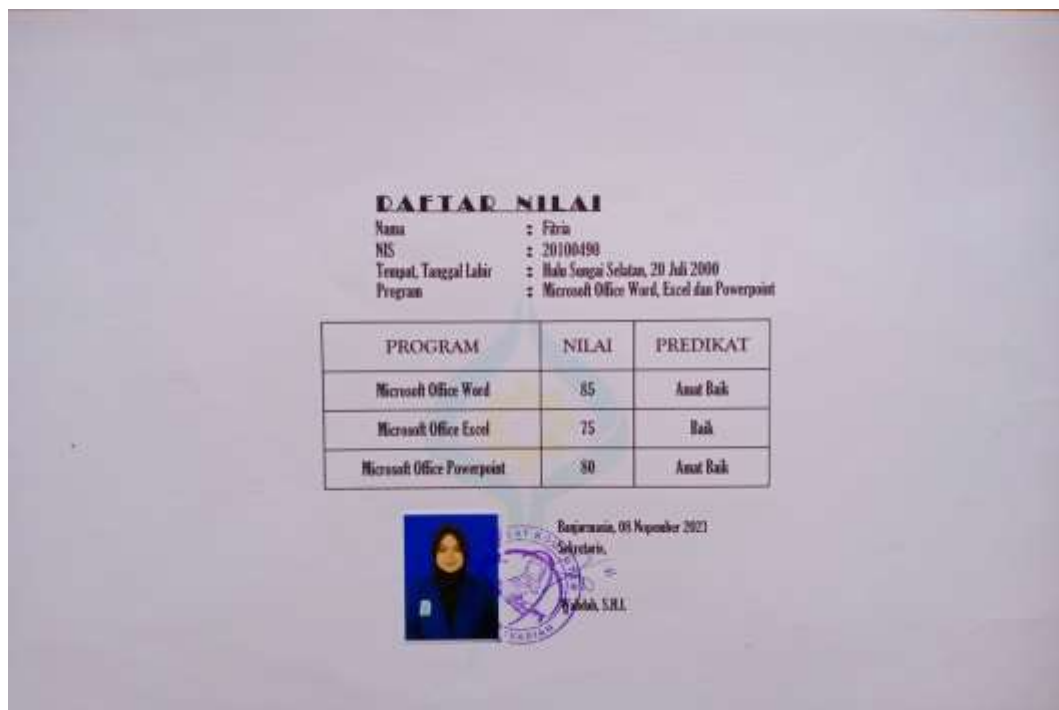 DAFTAR NILAI
Nama : Fitria
NIS : 20100490
Tempat, Tanggal Lahir : Hulu Sungai Selatan, 20 Juli 2000
Program : Microsoft Office Word, Excel dan Powerpoint
PROGRAM NILAI PREDIKAT
Microsoft Office Word 85 Amat Baik
Microsoft Office Excel 75 Baik
Microsoft Office Powerpoint 80 Amat Baik
Banjarmasin, 08 Nopember 2021
Sekretaris,
S.H.I.